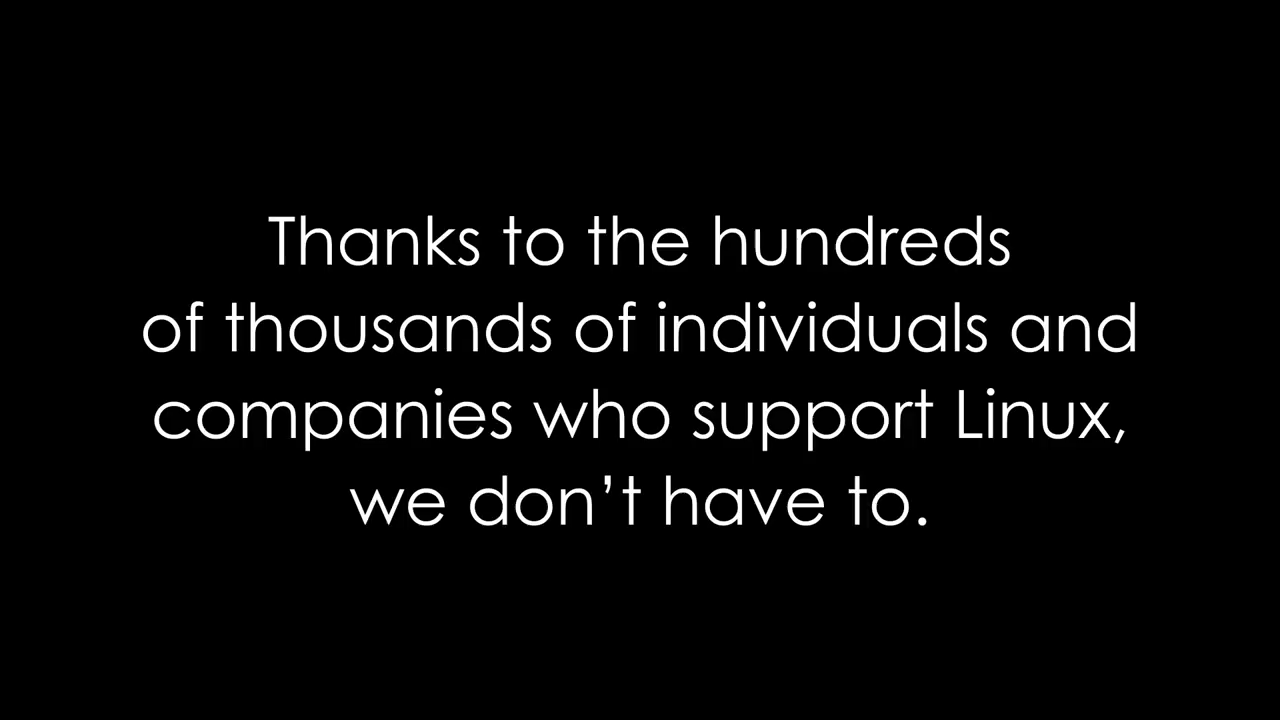 Thanks to the hundreds
of thousands of individuals and
companies who support Linux,
we don’t have to.